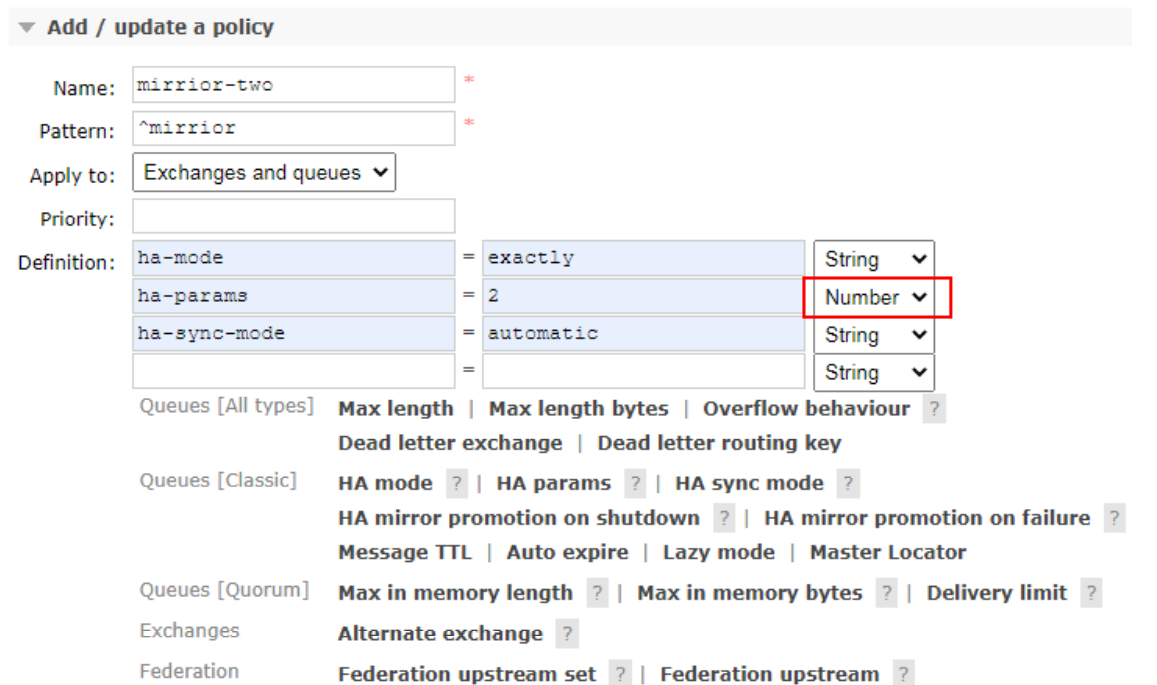 Add / update a policy
Name: mirrior-two *
Pattern: ^mirrior *
Apply to: Exchanges and queues
Priority:
Definition: ha-mode = exactly String
ha-params = 2 Number
ha-sync-mode = automatic String
= String
Queues [All types] Max length | Max length bytes | Overflow behaviour ?
Dead letter exchange | Dead letter routing key
Queues [Classic] HA mode ? | HA params ? | HA sync mode ?
HA mirror promotion on shutdown ? | HA mirror promotion on failure ?
Message TTL | Auto expire | Lazy mode | Master Locator
Queues [Quorum] Max in memory length ? | Max in memory bytes ? | Delivery limit ?
Exchanges Alternate exchange ?
Federation Federation upstream set ? | Federation upstream ?